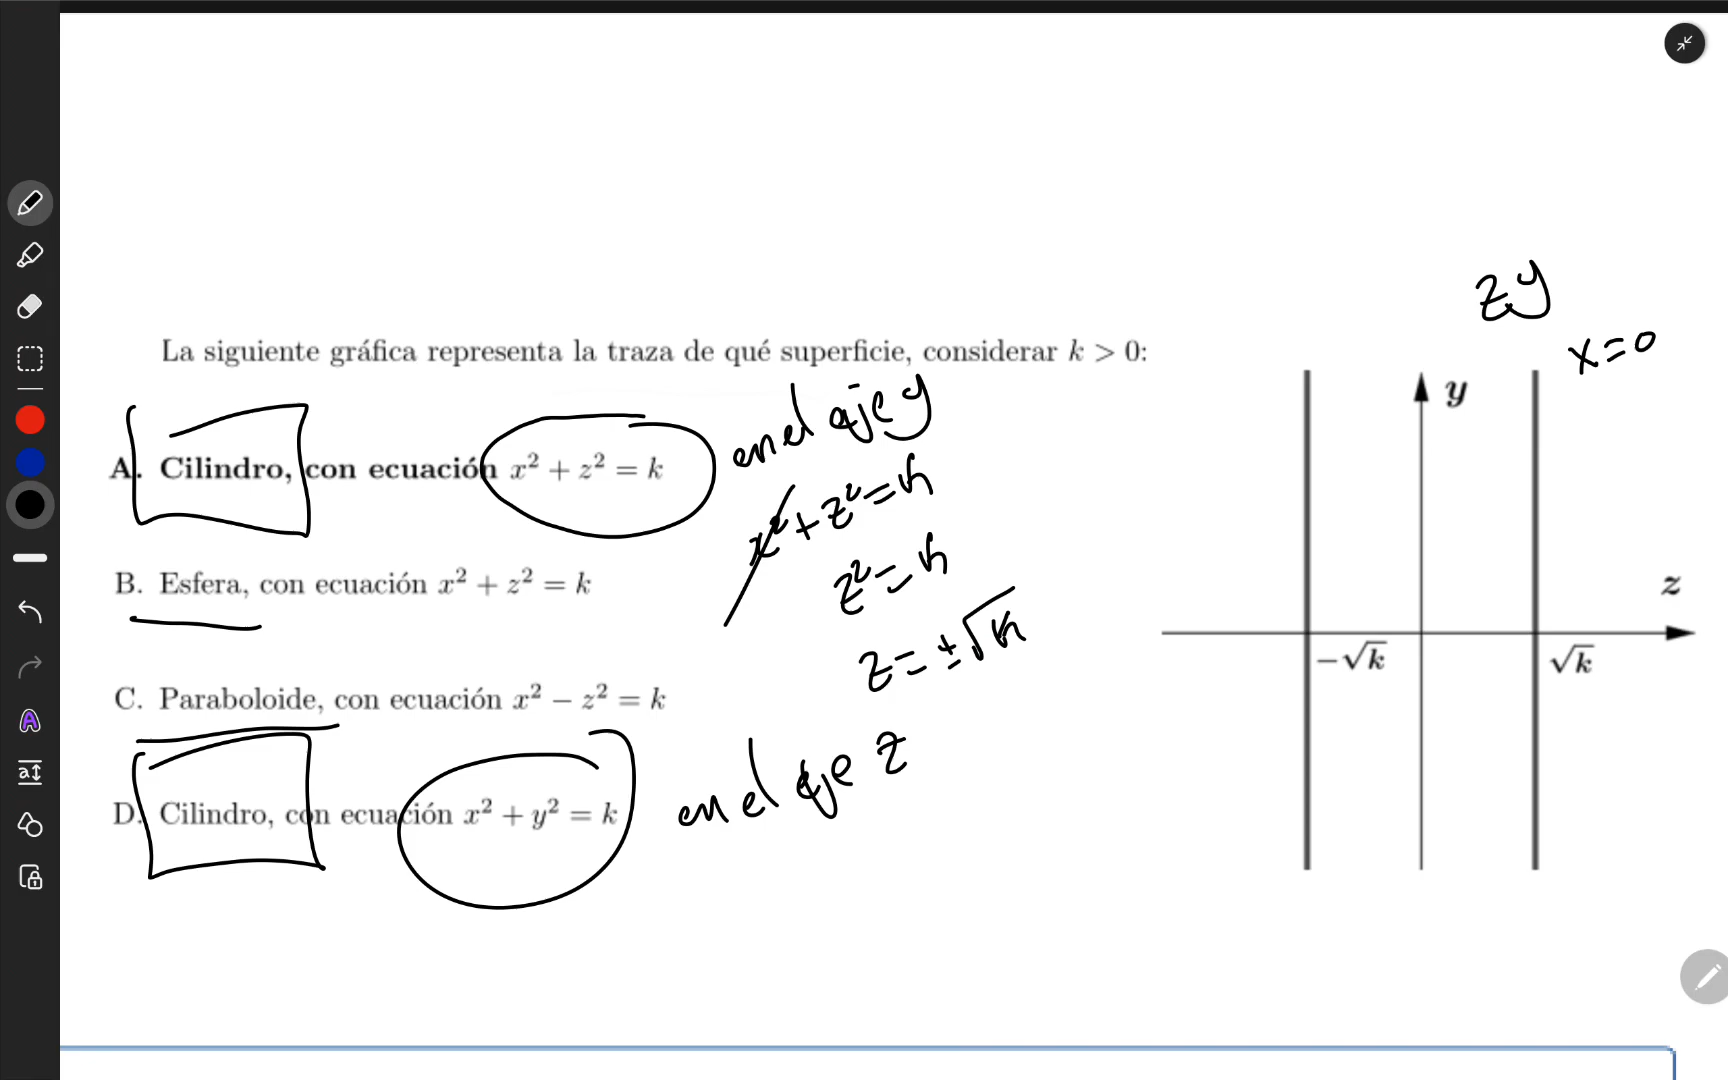 La siguiente gráfica representa la traza de qué superficie, considerar k > 0:
A. Cilindro, con ecuación x² + z² = k
en el eje y
x² + z² = k
z² = k
z = ±√k
B. Esfera, con ecuación x² + z² = k
C. Paraboloide, con ecuación x² − z² = k
D. Cilindro, con ecuación x² + y² = k
en el eje z
zy
x = 0
y
z
−√k
√k
A
a